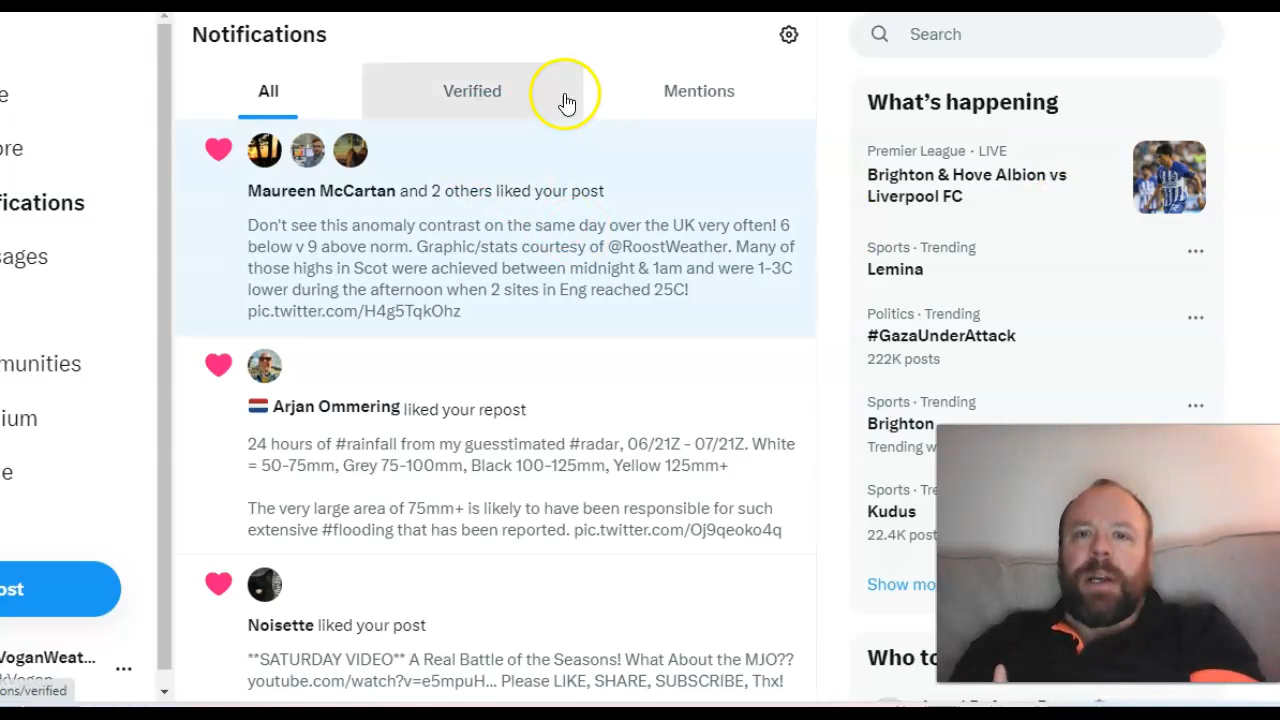 Notifications
Search
e
ore
fications
sages
munities
ium
e
ost
VoganWeat...
kVogan
ons/verified
All
Verified
Mentions
Maureen McCartan and 2 others liked your post
Don't see this anomaly contrast on the same day over the UK very often! 6
below v 9 above norm. Graphic/stats courtesy of @RoostWeather. Many of
those highs in Scot were achieved between midnight & 1am and were 1-3C
lower during the afternoon when 2 sites in Eng reached 25C!
pic.twitter.com/H4g5TqkOhz
Arjan Ommering liked your repost
24 hours of #rainfall from my guesstimated #radar, 06/21Z - 07/21Z. White
= 50-75mm, Grey 75-100mm, Black 100-125mm, Yellow 125mm+
The very large area of 75mm+ is likely to have been responsible for such
extensive #flooding that has been reported. pic.twitter.com/Oj9qeoko4q
Noisette liked your post
**SATURDAY VIDEO** A Real Battle of the Seasons! What About the MJO??
youtube.com/watch?v=e5mpuH... Please LIKE, SHARE, SUBSCRIBE, Thx!
What's happening
Premier League · LIVE
Brighton & Hove Albion vs
Liverpool FC
Sports · Trending
Lemina
Politics · Trending
#GazaUnderAttack
222K posts
Sports · Trending
Brighton
Trending w
Sports · Tre
Kudus
22.4K post
Show mo
Who to